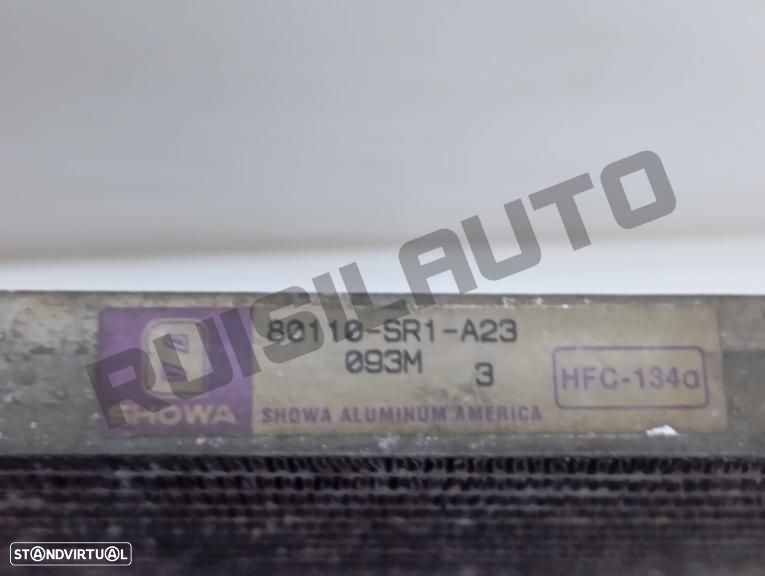 RUISILAUTO
80110-SR1-A23
093M 3
HFC-134a
SHOWA
SHOWA ALUMINUM AMERICA
STANDVIRTUAL